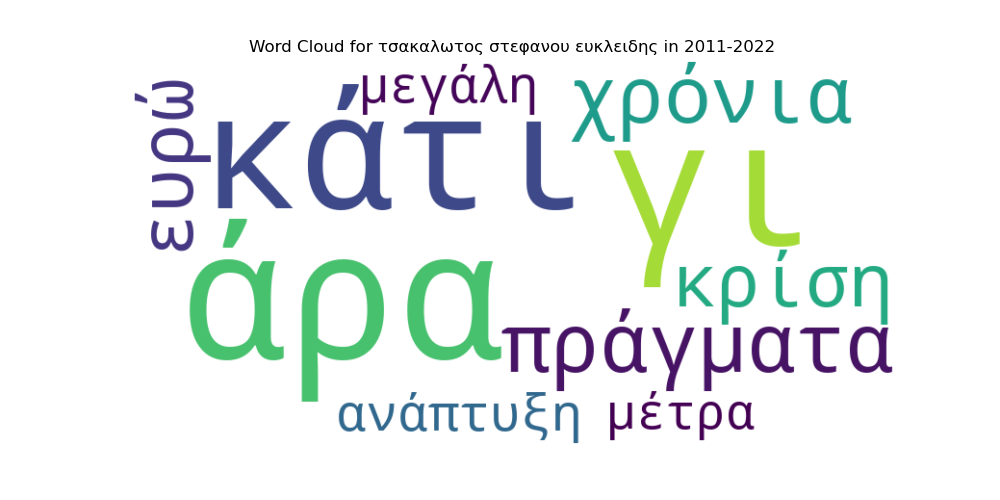 Word Cloud for τσακαλωτος στεφανου ευκλειδης in 2011-2022
μεγάλη
χρόνια
ευρώ
κάτι
γι
άρα
κρίση
πράγματα
ανάπτυξη
μέτρα